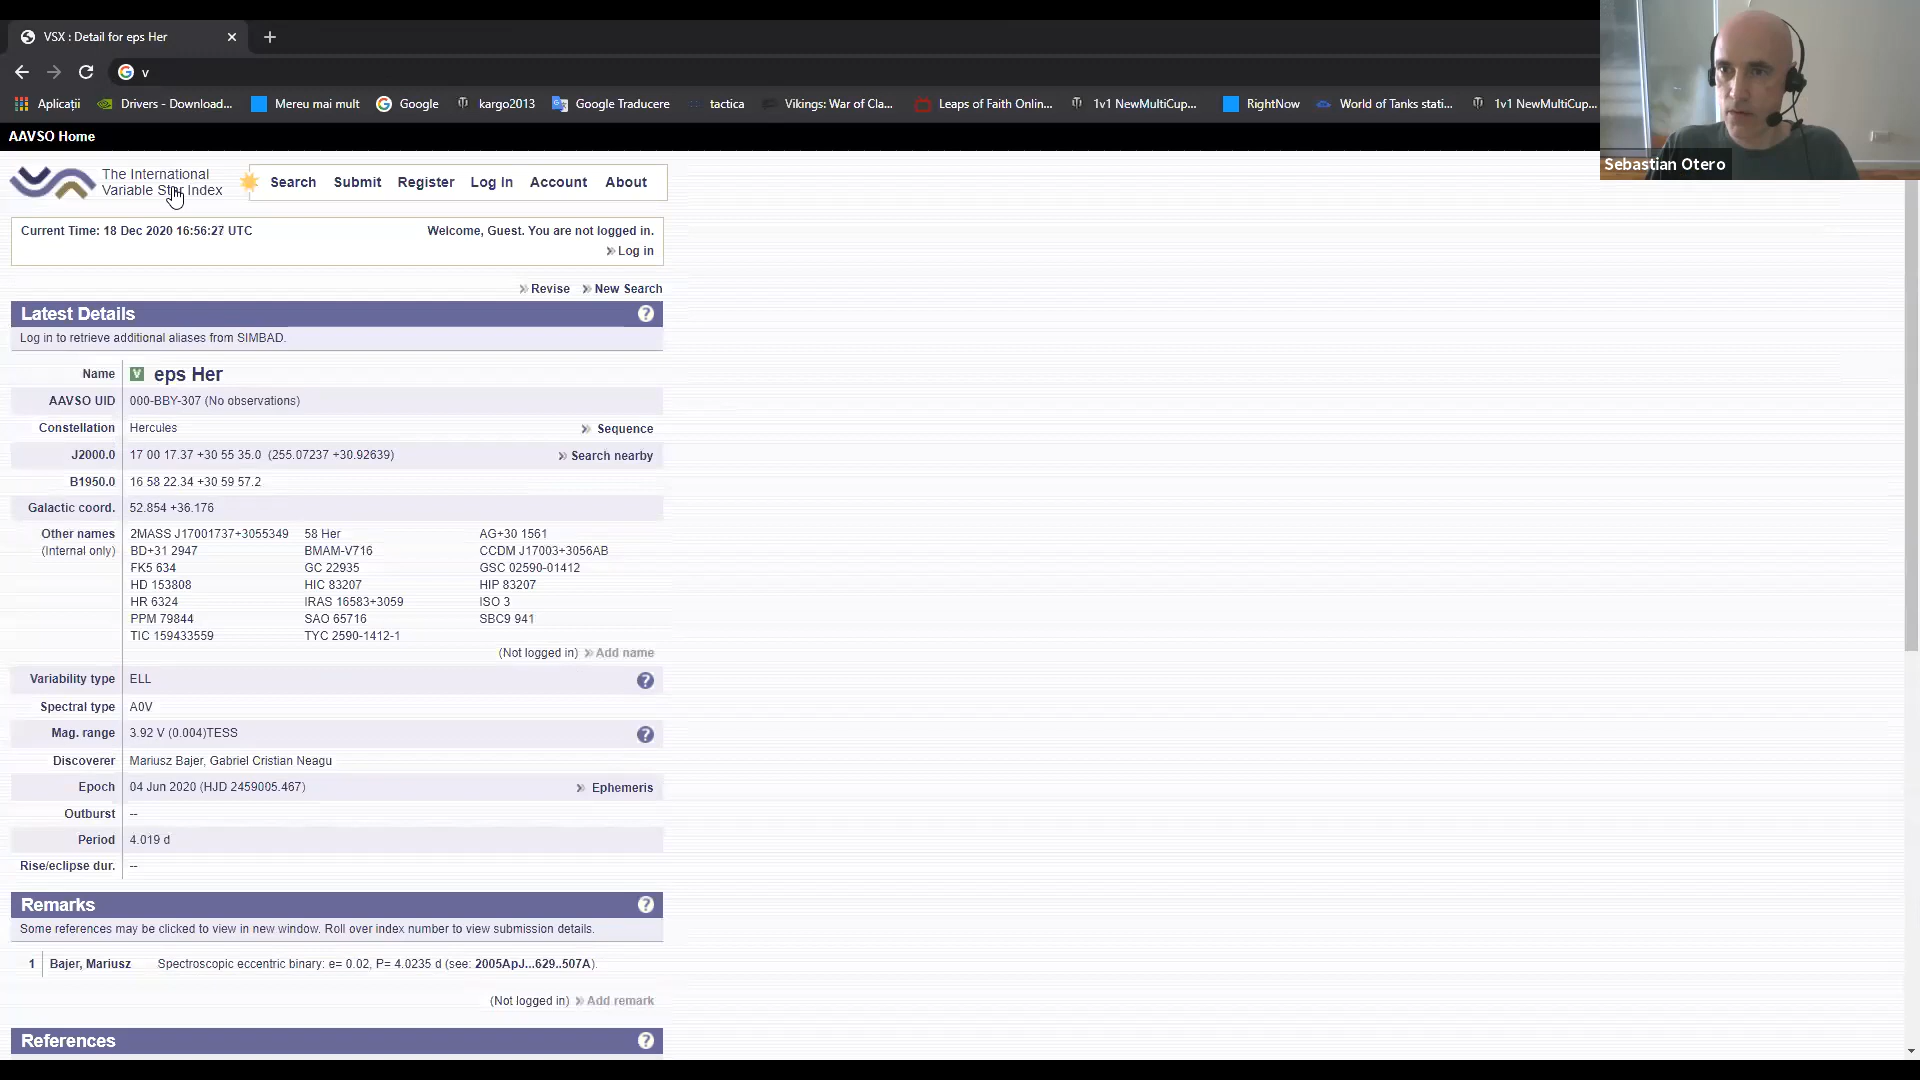 VSX : Detail for eps Her
v
Aplicații Drivers - Download... Mereu mai mult Google kargo2013 Google Traducere tactica Vikings: War of Cla... Leaps of Faith Onlin... 1v1 NewMultiCup... RightNow World of Tanks stati... 1v1 NewMultiCup...
AAVSO Home
Sebastian Otero
The International
Variable Star Index
Search Submit Register Log In Account About
Current Time: 18 Dec 2020 16:56:27 UTC Welcome, Guest. You are not logged in.
Log in
Revise New Search
Latest Details ?
Log in to retrieve additional aliases from SIMBAD.
Name V eps Her
AAVSO UID 000-BBY-307 (No observations)
Constellation Hercules Sequence
J2000.0 17 00 17.37 +30 55 35.0 (255.07237 +30.92639) Search nearby
B1950.0 16 58 22.34 +30 59 57.2
Galactic coord. 52.854 +36.176
Other names 2MASS J17001737+3055349 58 Her AG+30 1561
(Internal only) BD+31 2947 BMAM-V716 CCDM J17003+3056AB
FK5 634 GC 22935 GSC 02590-01412
HD 153808 HIC 83207 HIP 83207
HR 6324 IRAS 16583+3059 ISO 3
PPM 79844 SAO 65716 SBC9 941
TIC 159433559 TYC 2590-1412-1
(Not logged in) Add name
Variability type ELL ?
Spectral type A0V
Mag. range 3.92 V (0.004)TESS ?
Discoverer Mariusz Bajer, Gabriel Cristian Neagu
Epoch 04 Jun 2020 (HJD 2459005.467) Ephemeris
Outburst --
Period 4.019 d
Rise/eclipse dur. --
Remarks ?
Some references may be clicked to view in new window. Roll over index number to view submission details.
1 Bajer, Mariusz Spectroscopic eccentric binary: e= 0.02, P= 4.0235 d (see: 2005ApJ...629..507A).
(Not logged in) Add remark
References ?